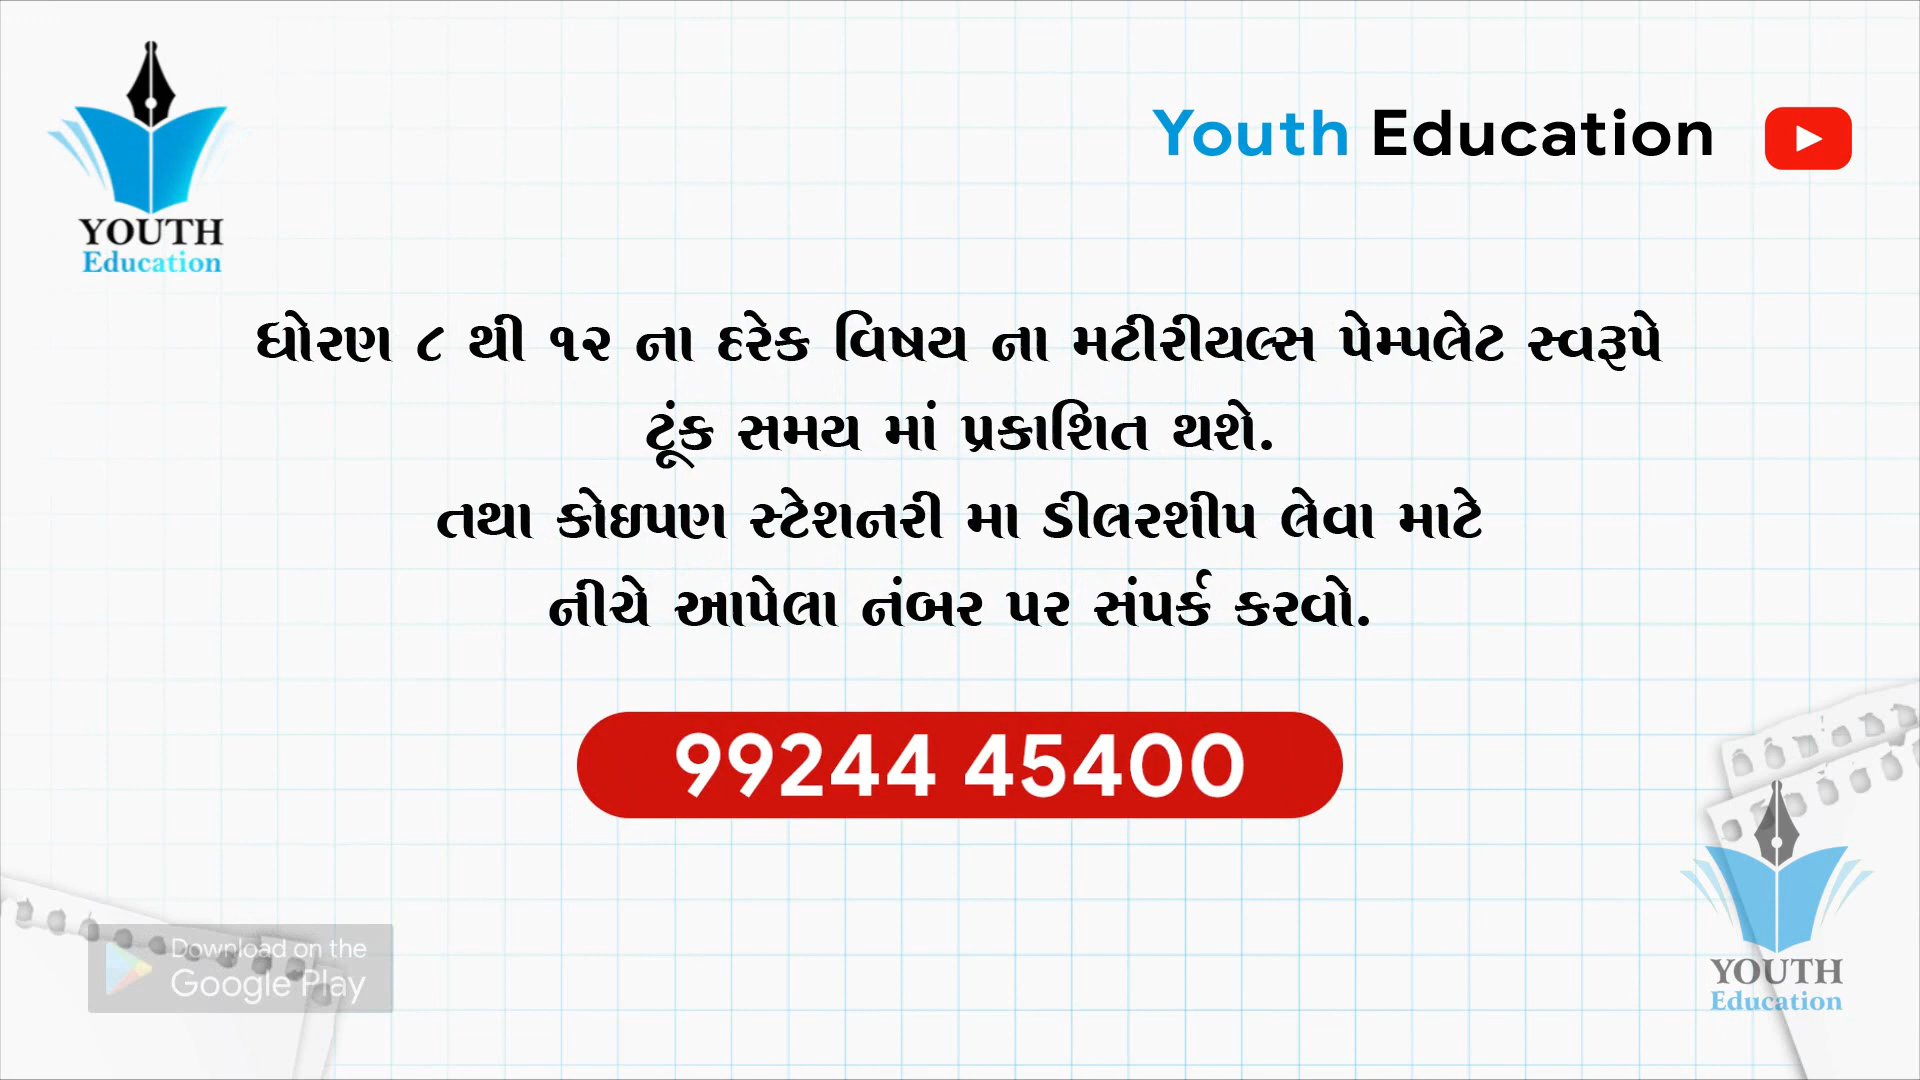 YOUTH
Education
Youth Education
ધોરણ ૮ થી ૧૨ ના દરેક વિષય ના મટીરીયલ્સ પેમ્પલેટ સ્વરૂપે
ટૂંક સમય માં પ્રકાશિત થશે.
તથા કોઇપણ સ્ટેશનરી મા ડીલરશીપ લેવા માટે
નીચે આપેલા નંબર પર સંપર્ક કરવો.
99244 45400
Download on the
Google Play
YOUTH
Education